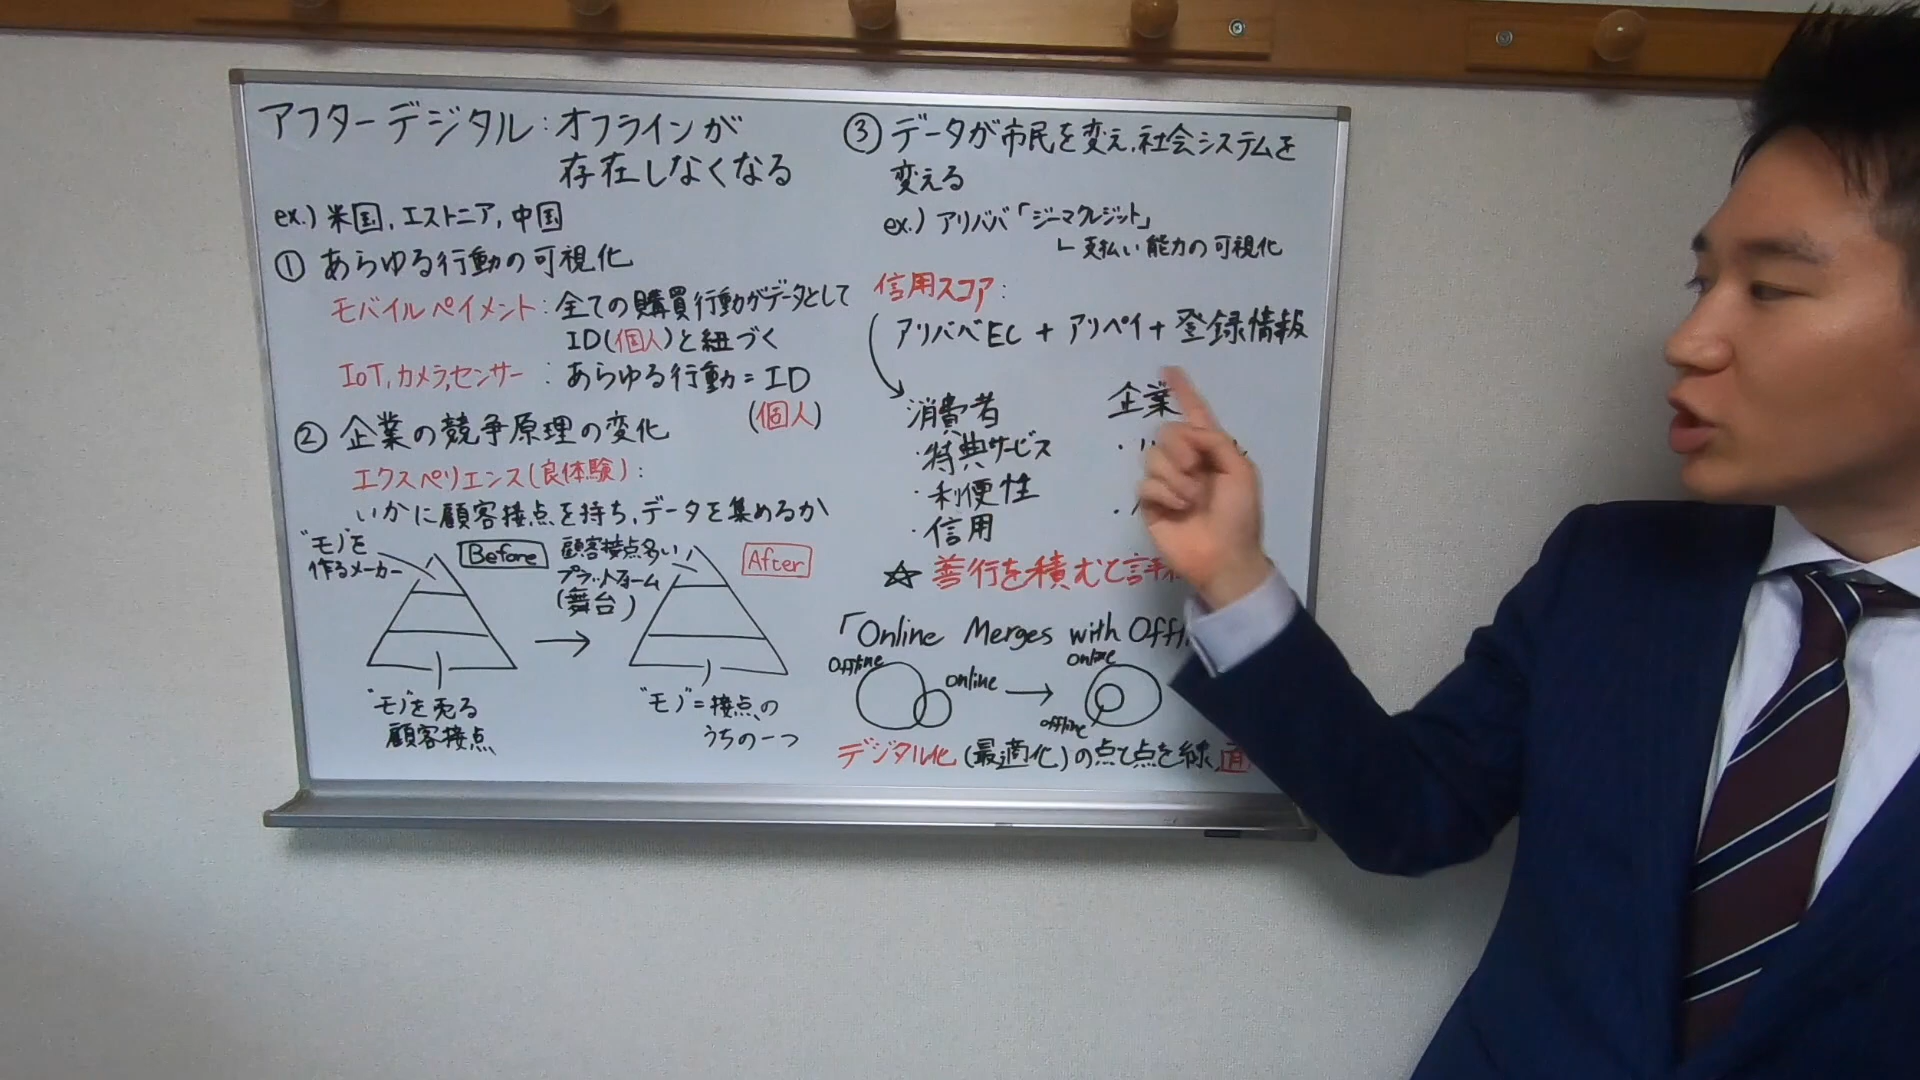 アフターデジタル:オフラインが
存在しなくなる
ex.) 米国, エストニア, 中国
① あらゆる行動の可視化
モバイルペイメント: 全ての購買行動がデータとして
ID(個人)と紐づく
IoT, カメラ, センサー : あらゆる行動 = ID
(個人)
② 企業の競争原理の変化
エクスペリエンス(良体験) :
いかに顧客接点を持ち、データを集めるか
"モノ"を
作るメーカー
Before
"モノ"を売る
顧客接点
顧客接点多い
プラットフォーム
(舞台)
After
"モノ"=接点の
うちの一つ
③ データが市民を変え、社会システムを
変える
ex.) アリババ「ジーマクレジット」
支払い能力の可視化
信用スコア :
アリババEC + アリペイ + 登録情報
消費者
・特典サービス
・利便性
・信用
企業
☆ 善行を積むと評
「Online Merges with
Offline
online
online
offline
デジタル化 (最適化) の点と点を線,